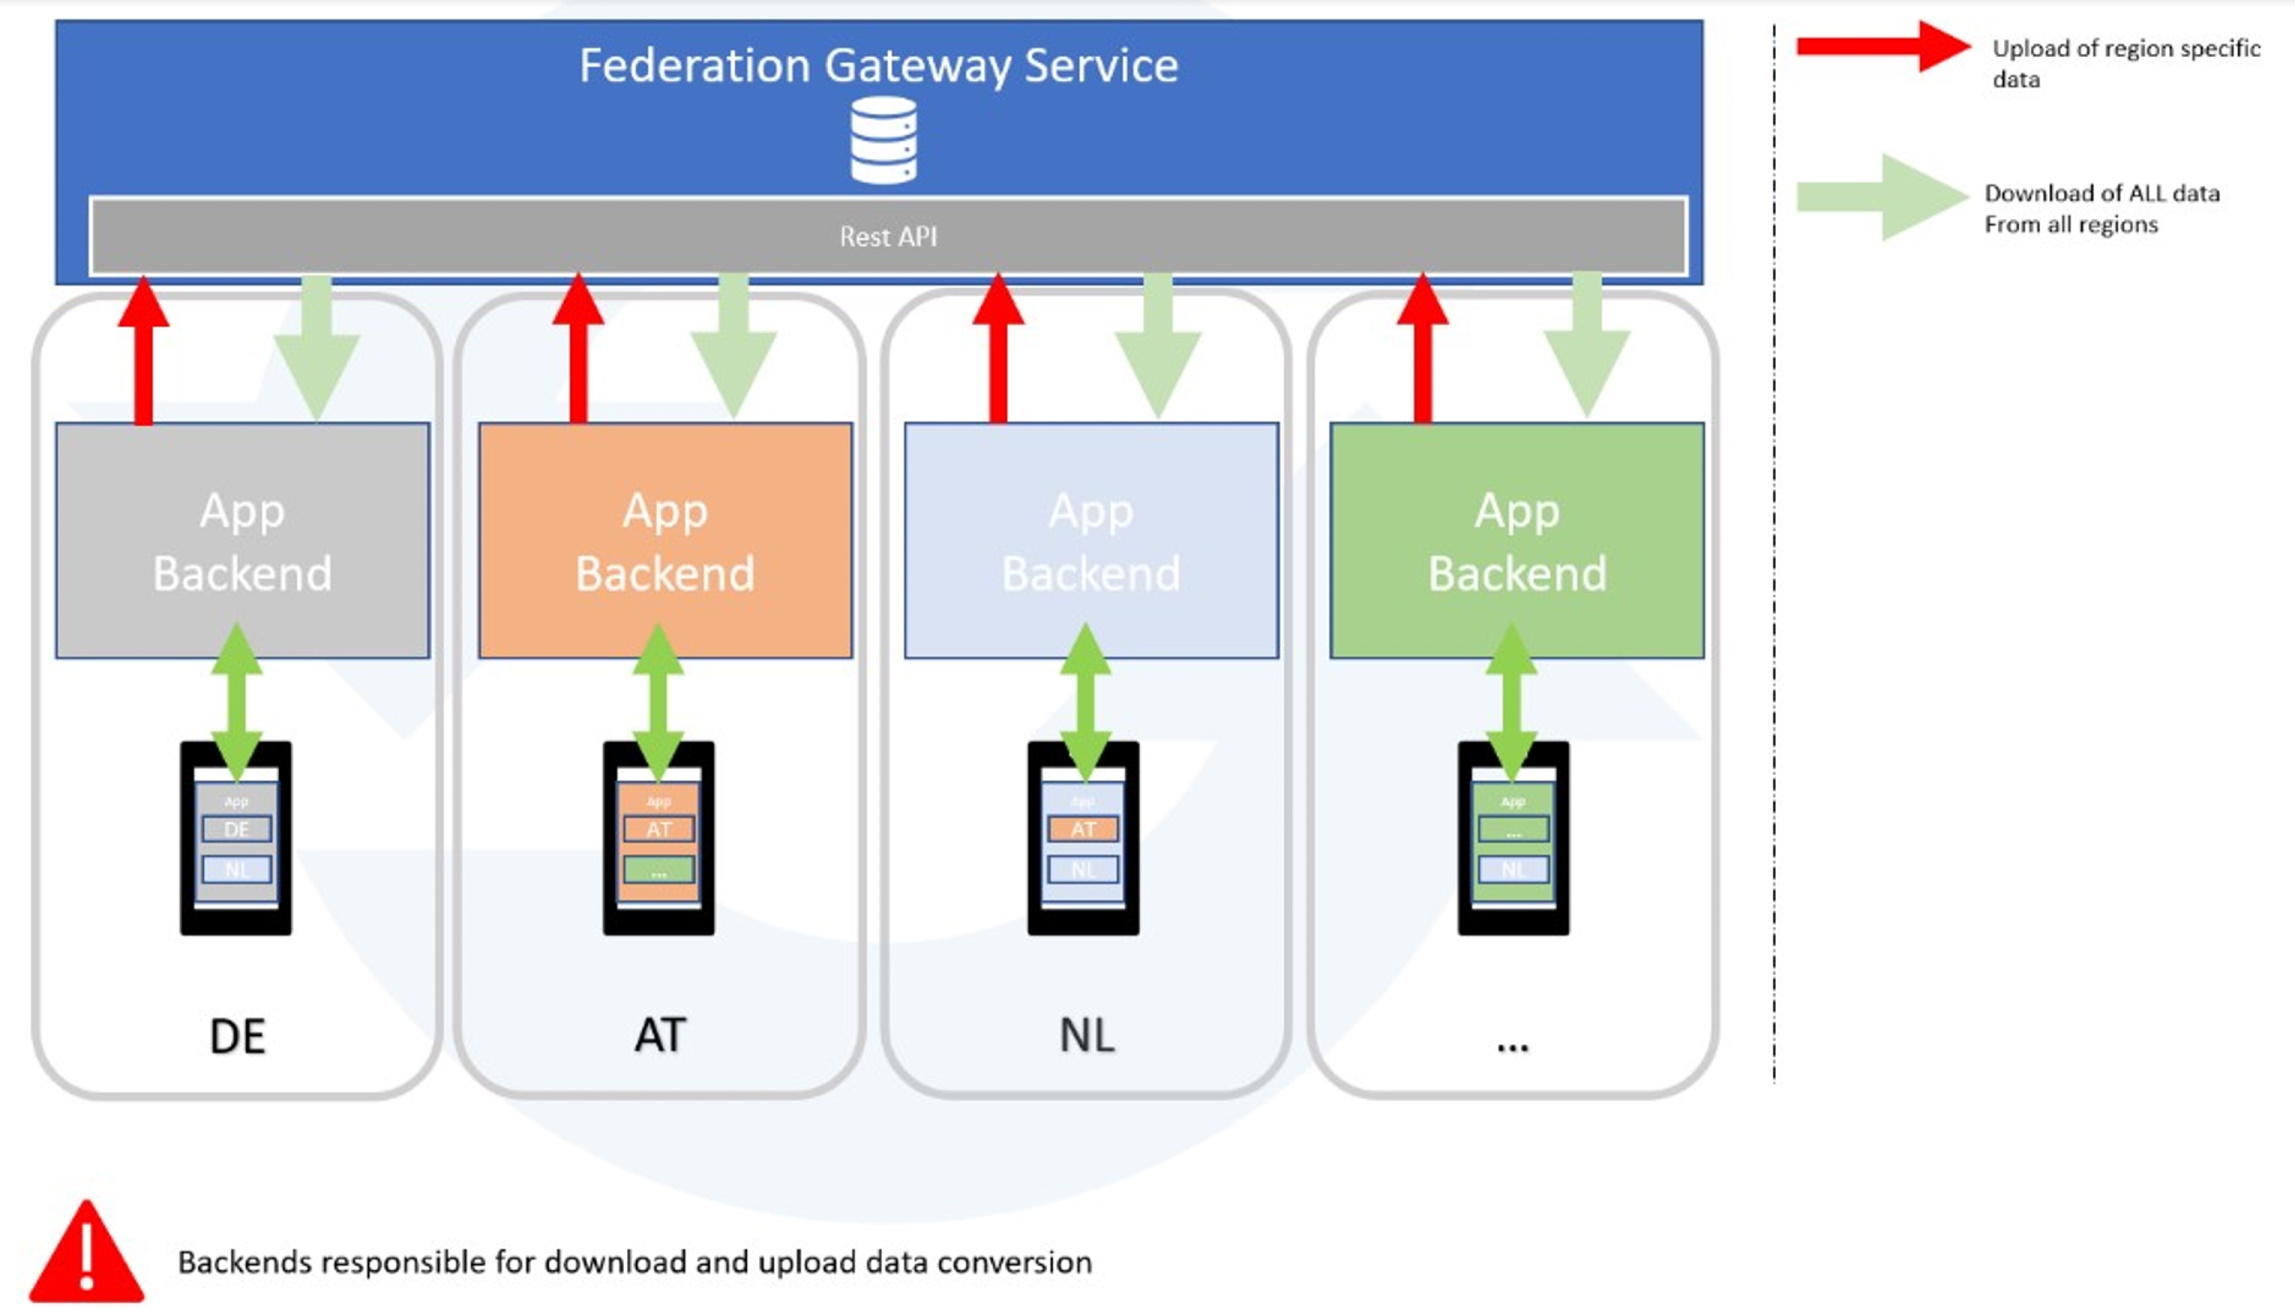 Federation Gateway Service
Rest API
Upload of region specific
data
Download of ALL data
From all regions
App
Backend
App
Backend
App
Backend
App
Backend
App
DE
NL
App
AT
...
App
AT
NL
App
...
NL
DE
AT
NL
...
Backends responsible for download and upload data conversion